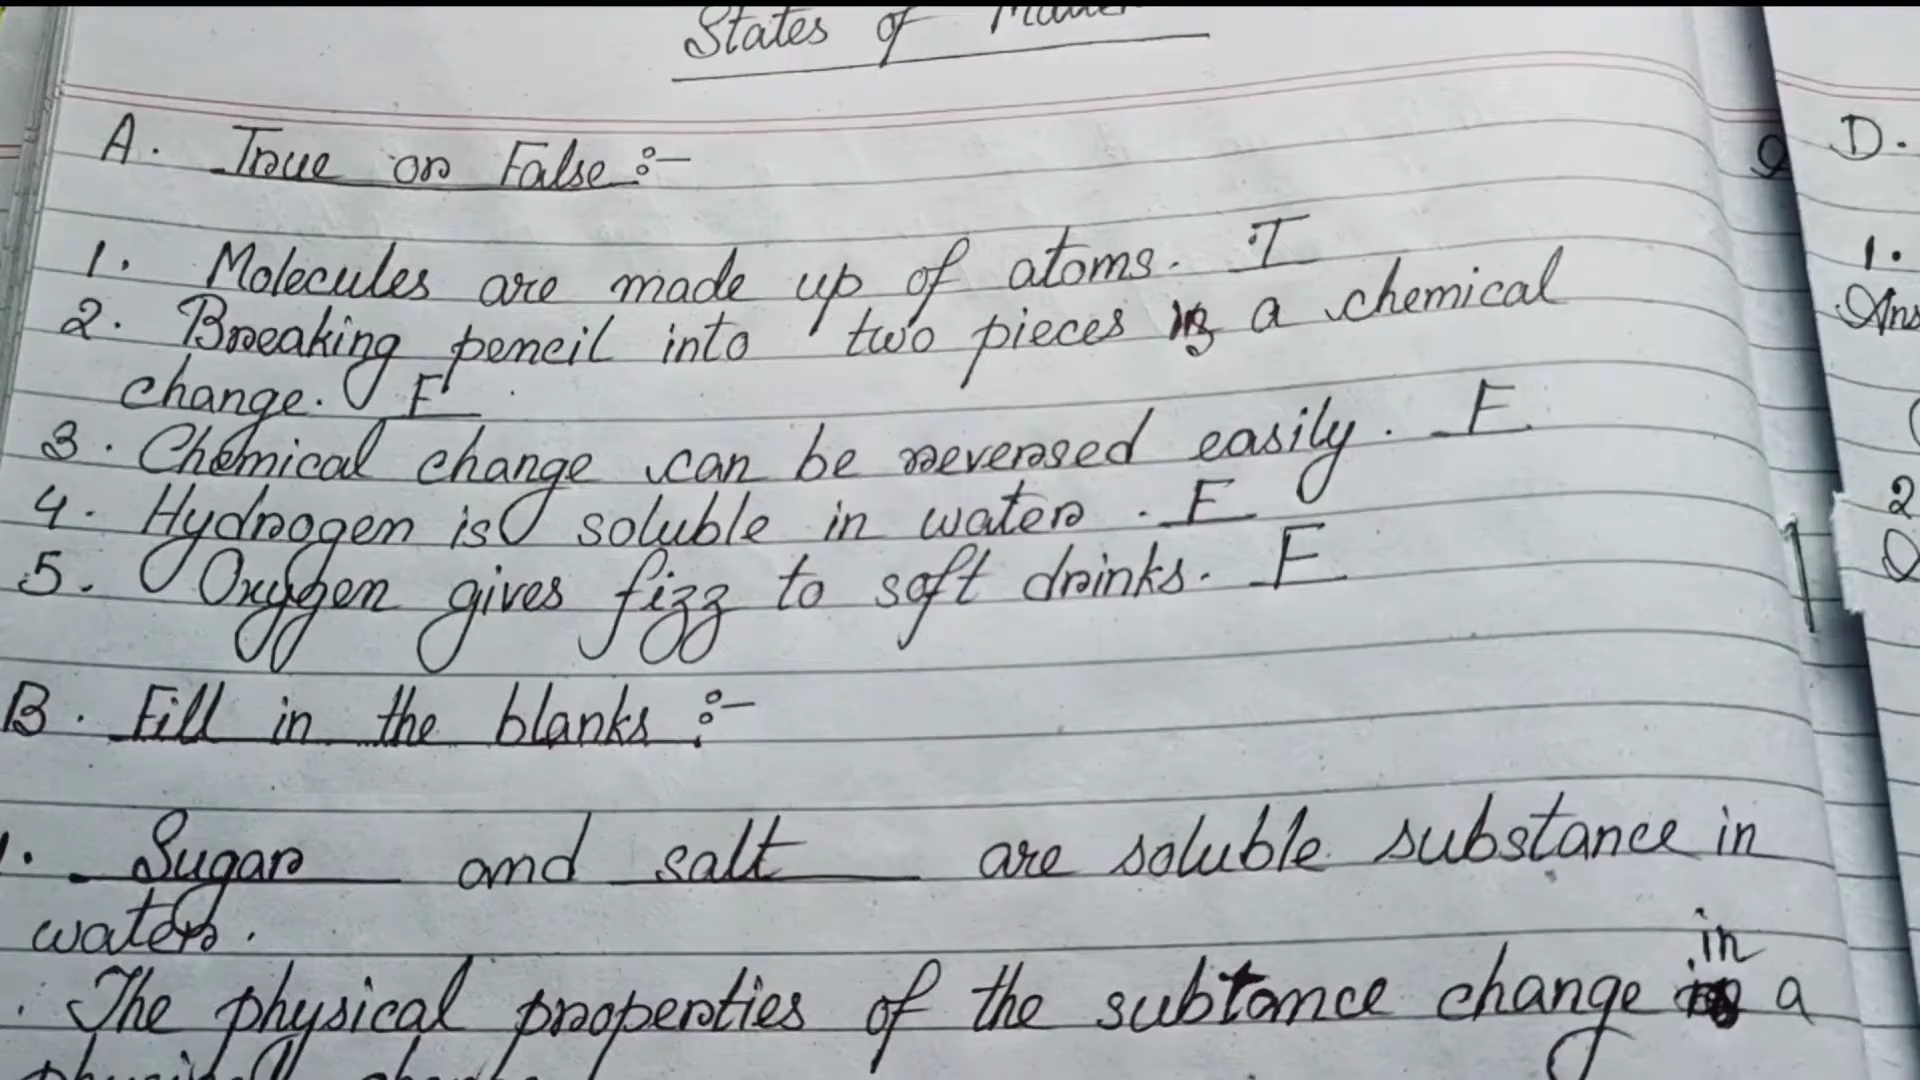 States of Matter
A. True or False :-
1. Molecules are made up of atoms. T
2. Breaking pencil into two pieces is a chemical
change. F
3. Chemical change can be reversed easily. F
4. Hydrogen is soluble in water. F
5. Oxygen gives fizz to soft drinks. F
B. Fill in the blanks :-
1. Sugar and salt are soluble substance in
water.
in
. The physical properties of the subtance change a
physical change
D.
1.
Ans
2